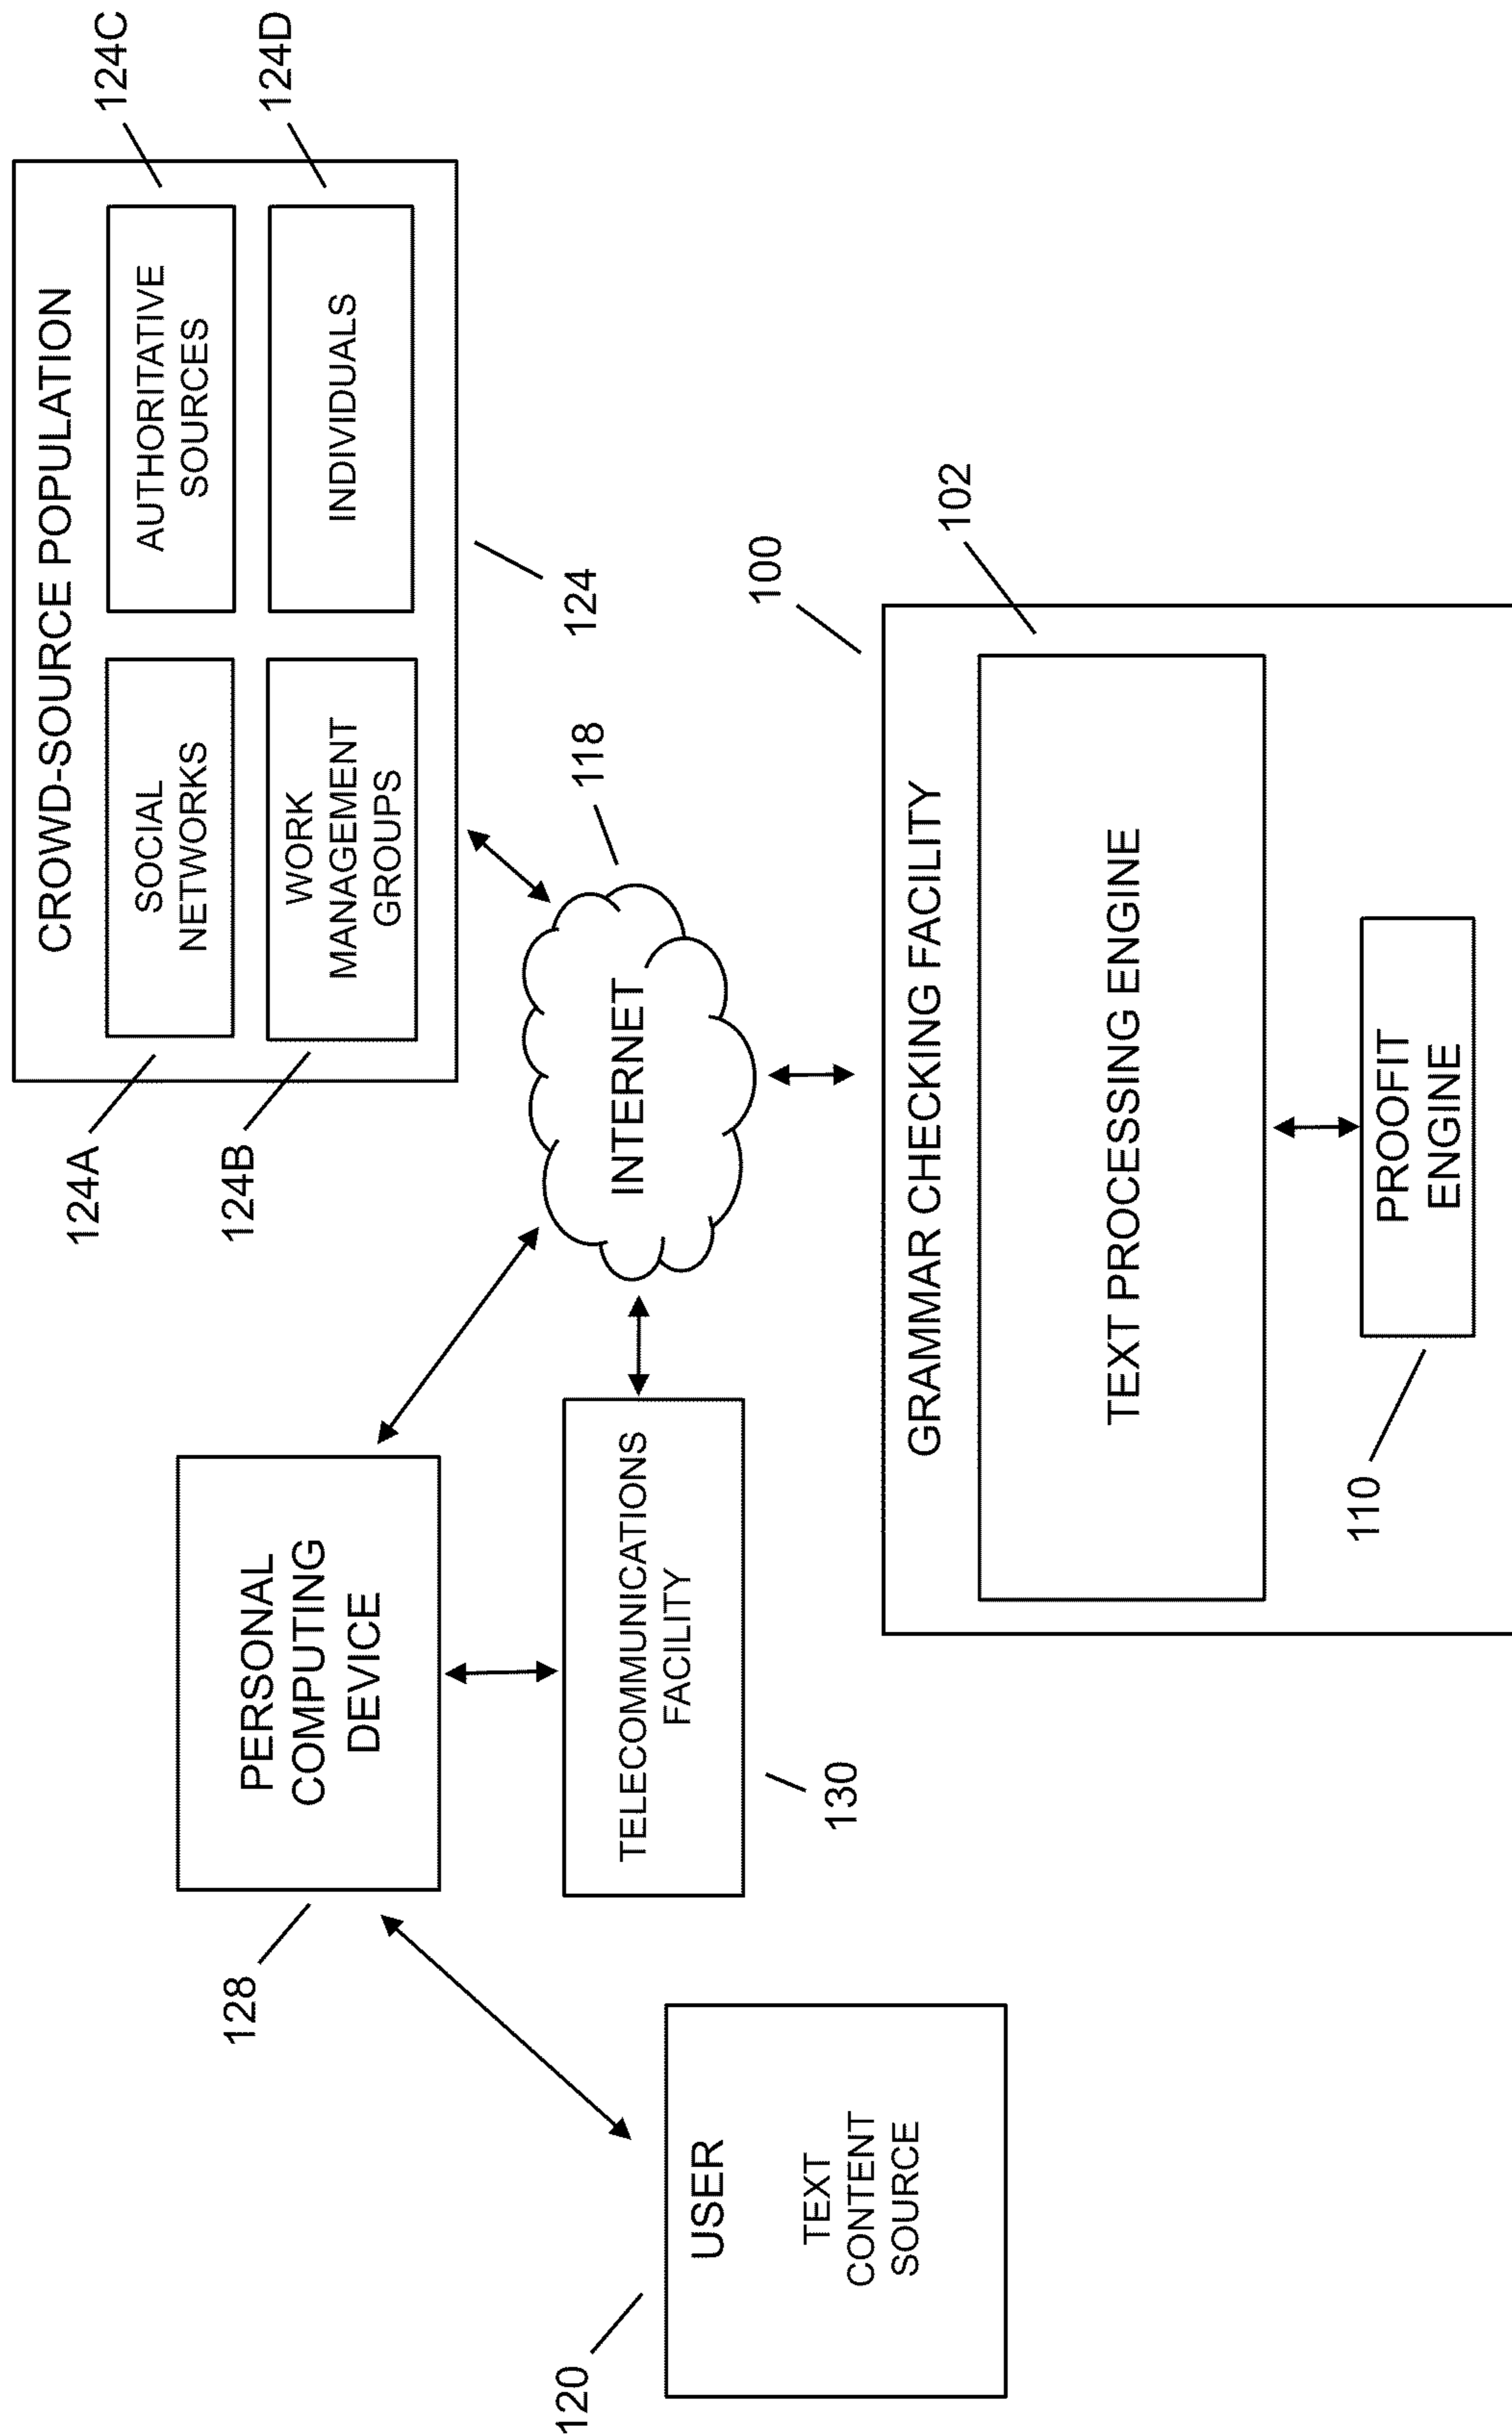 CROWD-SOURCE POPULATION
124A
SOCIAL
NETWORKS
AUTHORITATIVE
SOURCES
124C
124B
WORK
MANAGEMENT
GROUPS
INDIVIDUALS
124D
124
128
PERSONAL
COMPUTING
DEVICE
118
INTERNET
TELECOMMUNICATIONS
FACILITY
130
120
USER
TEXT
CONTENT
SOURCE
100
GRAMMAR CHECKING FACILITY
102
TEXT PROCESSING ENGINE
110
PROOFIT
ENGINE